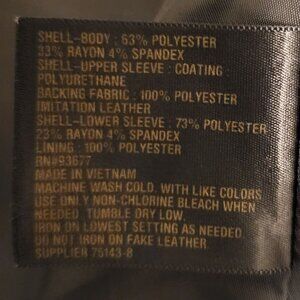 SHELL-BODY : 63% POLYESTER
33% RAYON 4% SPANDEX
SHELL-UPPER SLEEVE : COATING :
POLYURETHANE
BACKING FABRIC : 100% POLYESTER
IMITATION LEATHER
SHELL-LOWER SLEEVE : 73% POLYESTER
23% RAYON 4% SPANDEX
LINING : 100% POLYESTER
RN#93677
MADE IN VIETNAM
MACHINE WASH COLD. WITH LIKE COLORS
USE ONLY NON-CHLORINE BLEACH WHEN
NEEDED. TUMBLE DRY LOW.
IRON ON LOWEST SETTING AS NEEDED.
DO NOT IRON ON FAKE LEATHER.
SUPPLIER 75143-8